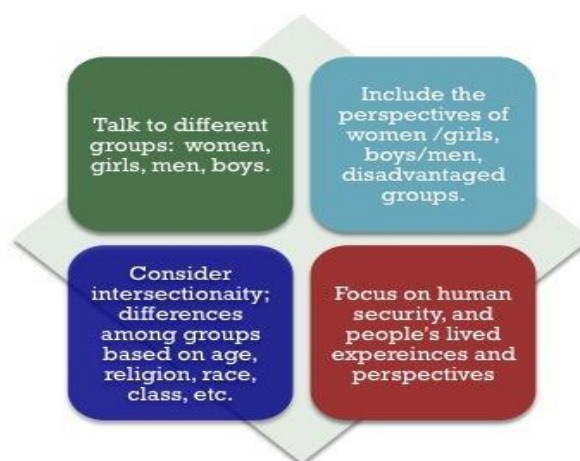 Talk to different
groups: women,
girls, men, boys.
Include the
perspectives of
women /girls,
boys/men,
disadvantaged
groups.
Consider
intersectionaity;
differences
among groups
based on age,
religion, race,
class, etc.
Focus on human
security, and
people's lived
expereinces and
perspectives